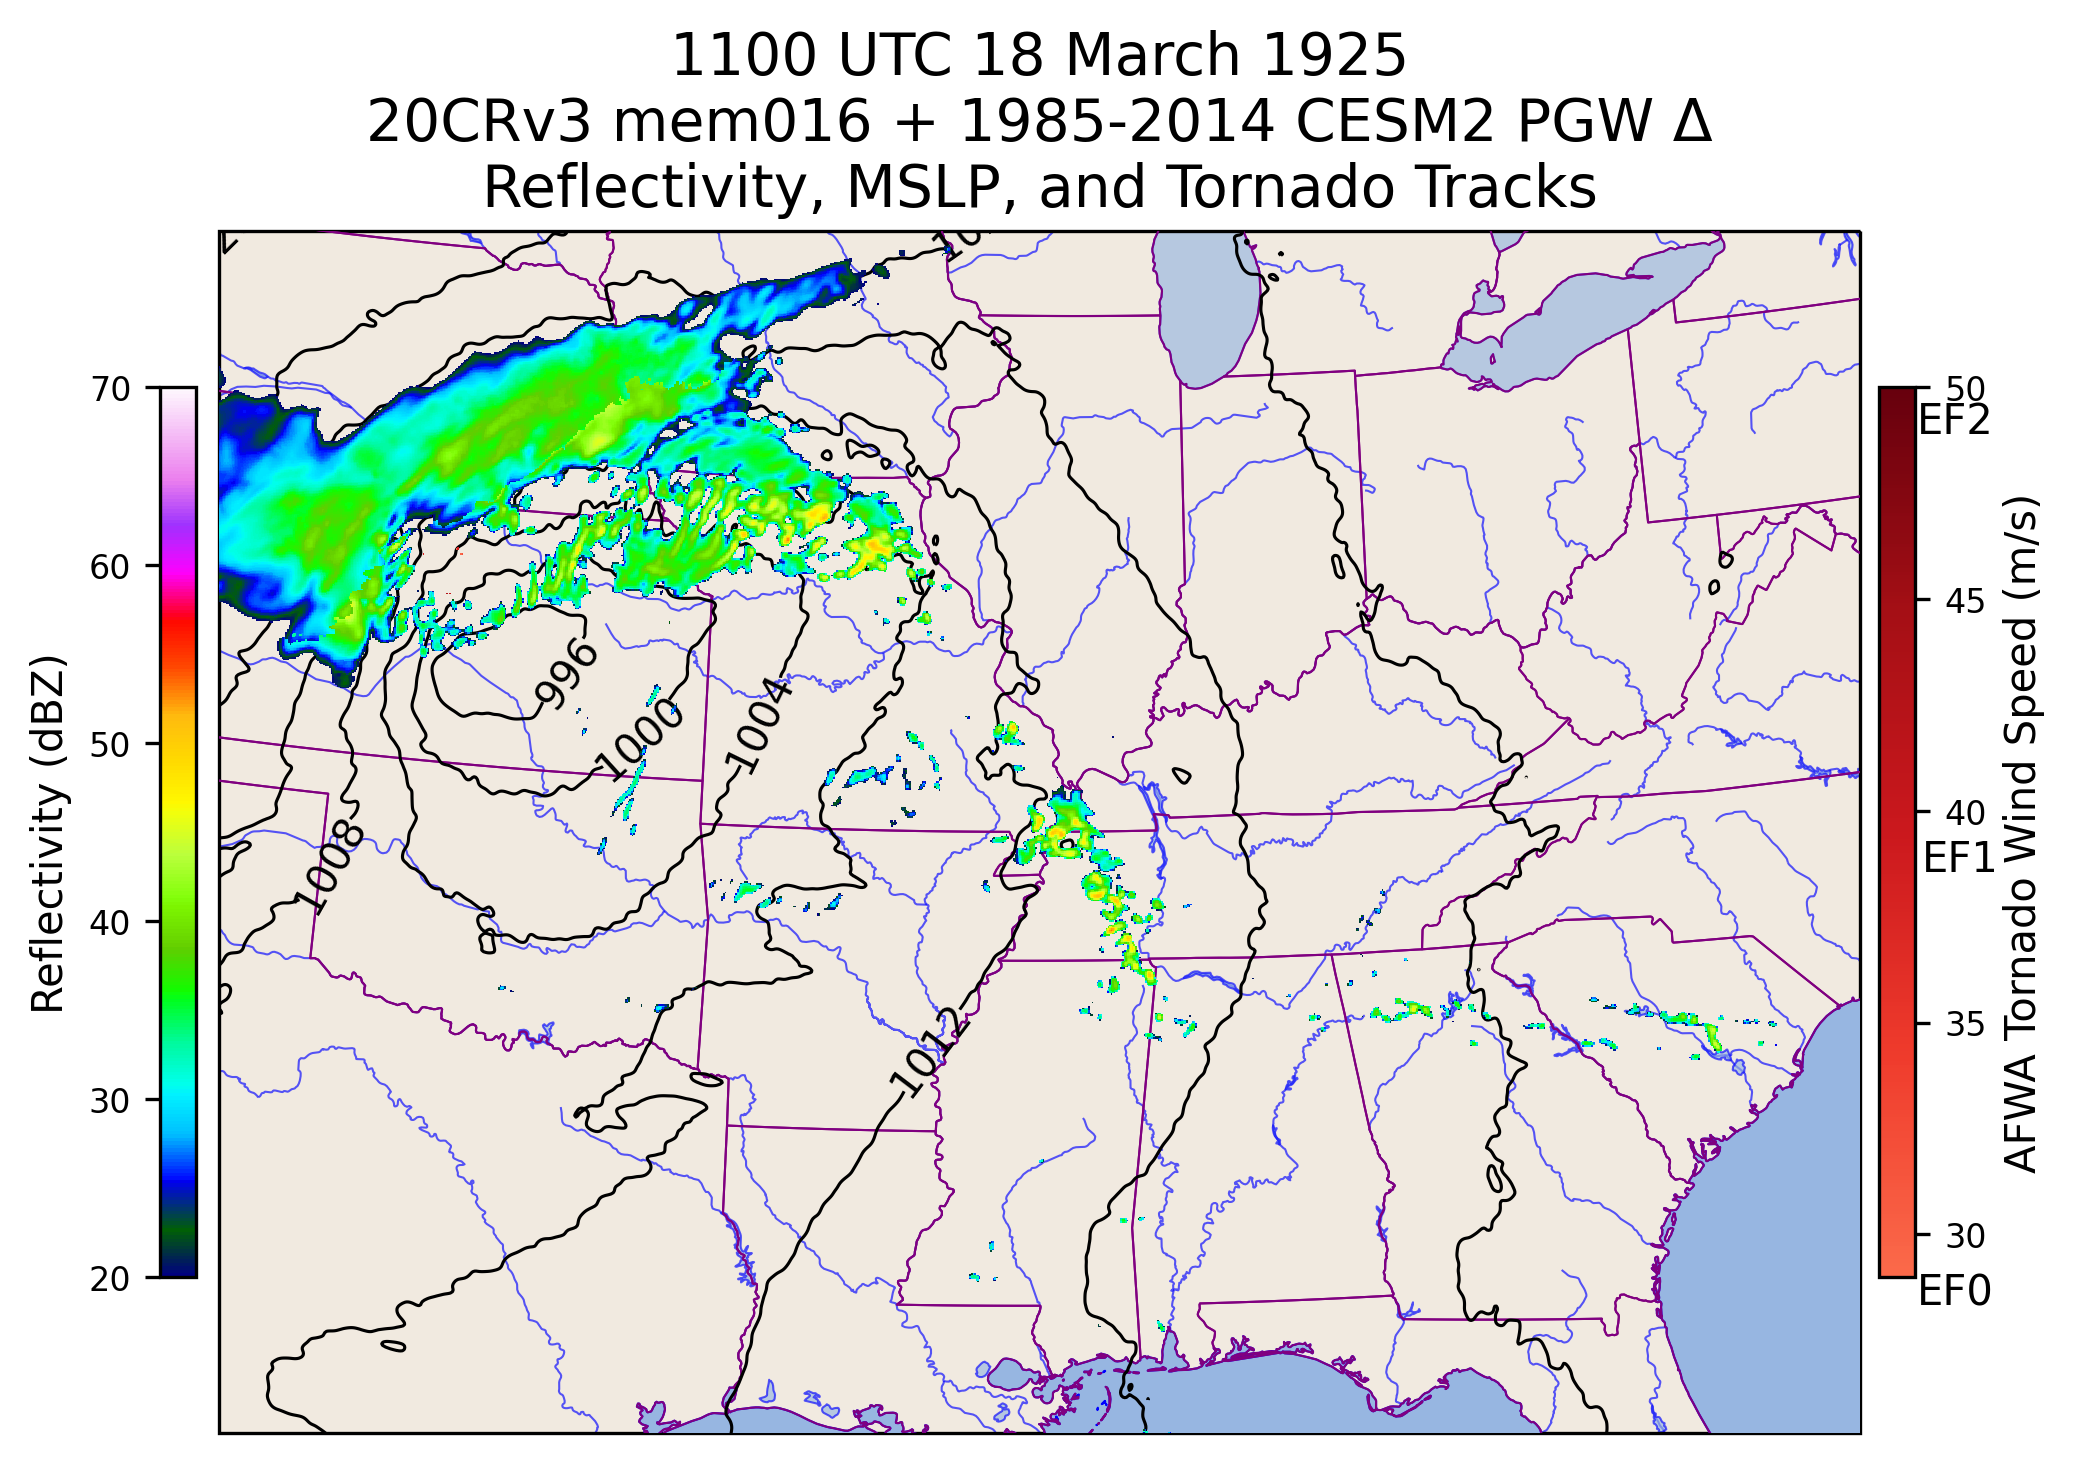 1100 UTC 18 March 1925
20CRv3 mem016 + 1985-2014 CESM2 PGW Δ
Reflectivity, MSLP, and Tornado Tracks
70
60
50
40
30
20
Reflectivity (dBZ)
996
1000
1004
1008
1012
50
EF2
45
40
EF1
35
30
EF0
AFWA Tornado Wind Speed (m/s)